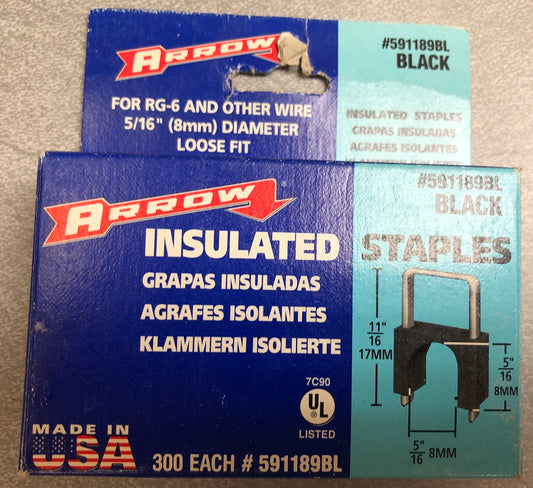 ARROW
#591189BL
BLACK
FOR RG-6 AND OTHER WIRE
5/16" (8mm) DIAMETER
LOOSE FIT
INSULATED STAPLES
GRAPAS INSULADAS
AGRAFES ISOLANTES
KLAMMERN ISOLIERTE
ARROW
#591189BL
BLACK
INSULATED STAPLES
GRAPAS INSULADAS
AGRAFES ISOLANTES
KLAMMERN ISOLIERTE
11"
16
17MM
5"
16
8MM
5"
16 8MM
7C90
UL
LISTED
MADE IN
USA
300 EACH # 591189BL